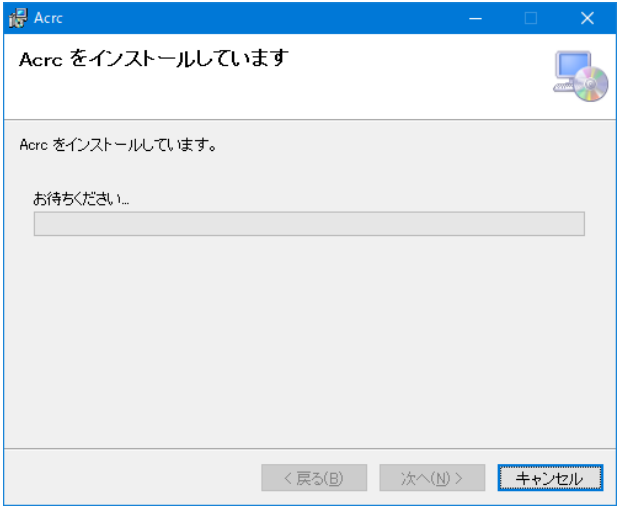 Acrc
Acrc をインストールしています
Acrc をインストールしています。
お待ちください...
< 戻る(B)
次へ(N) >
キャンセル